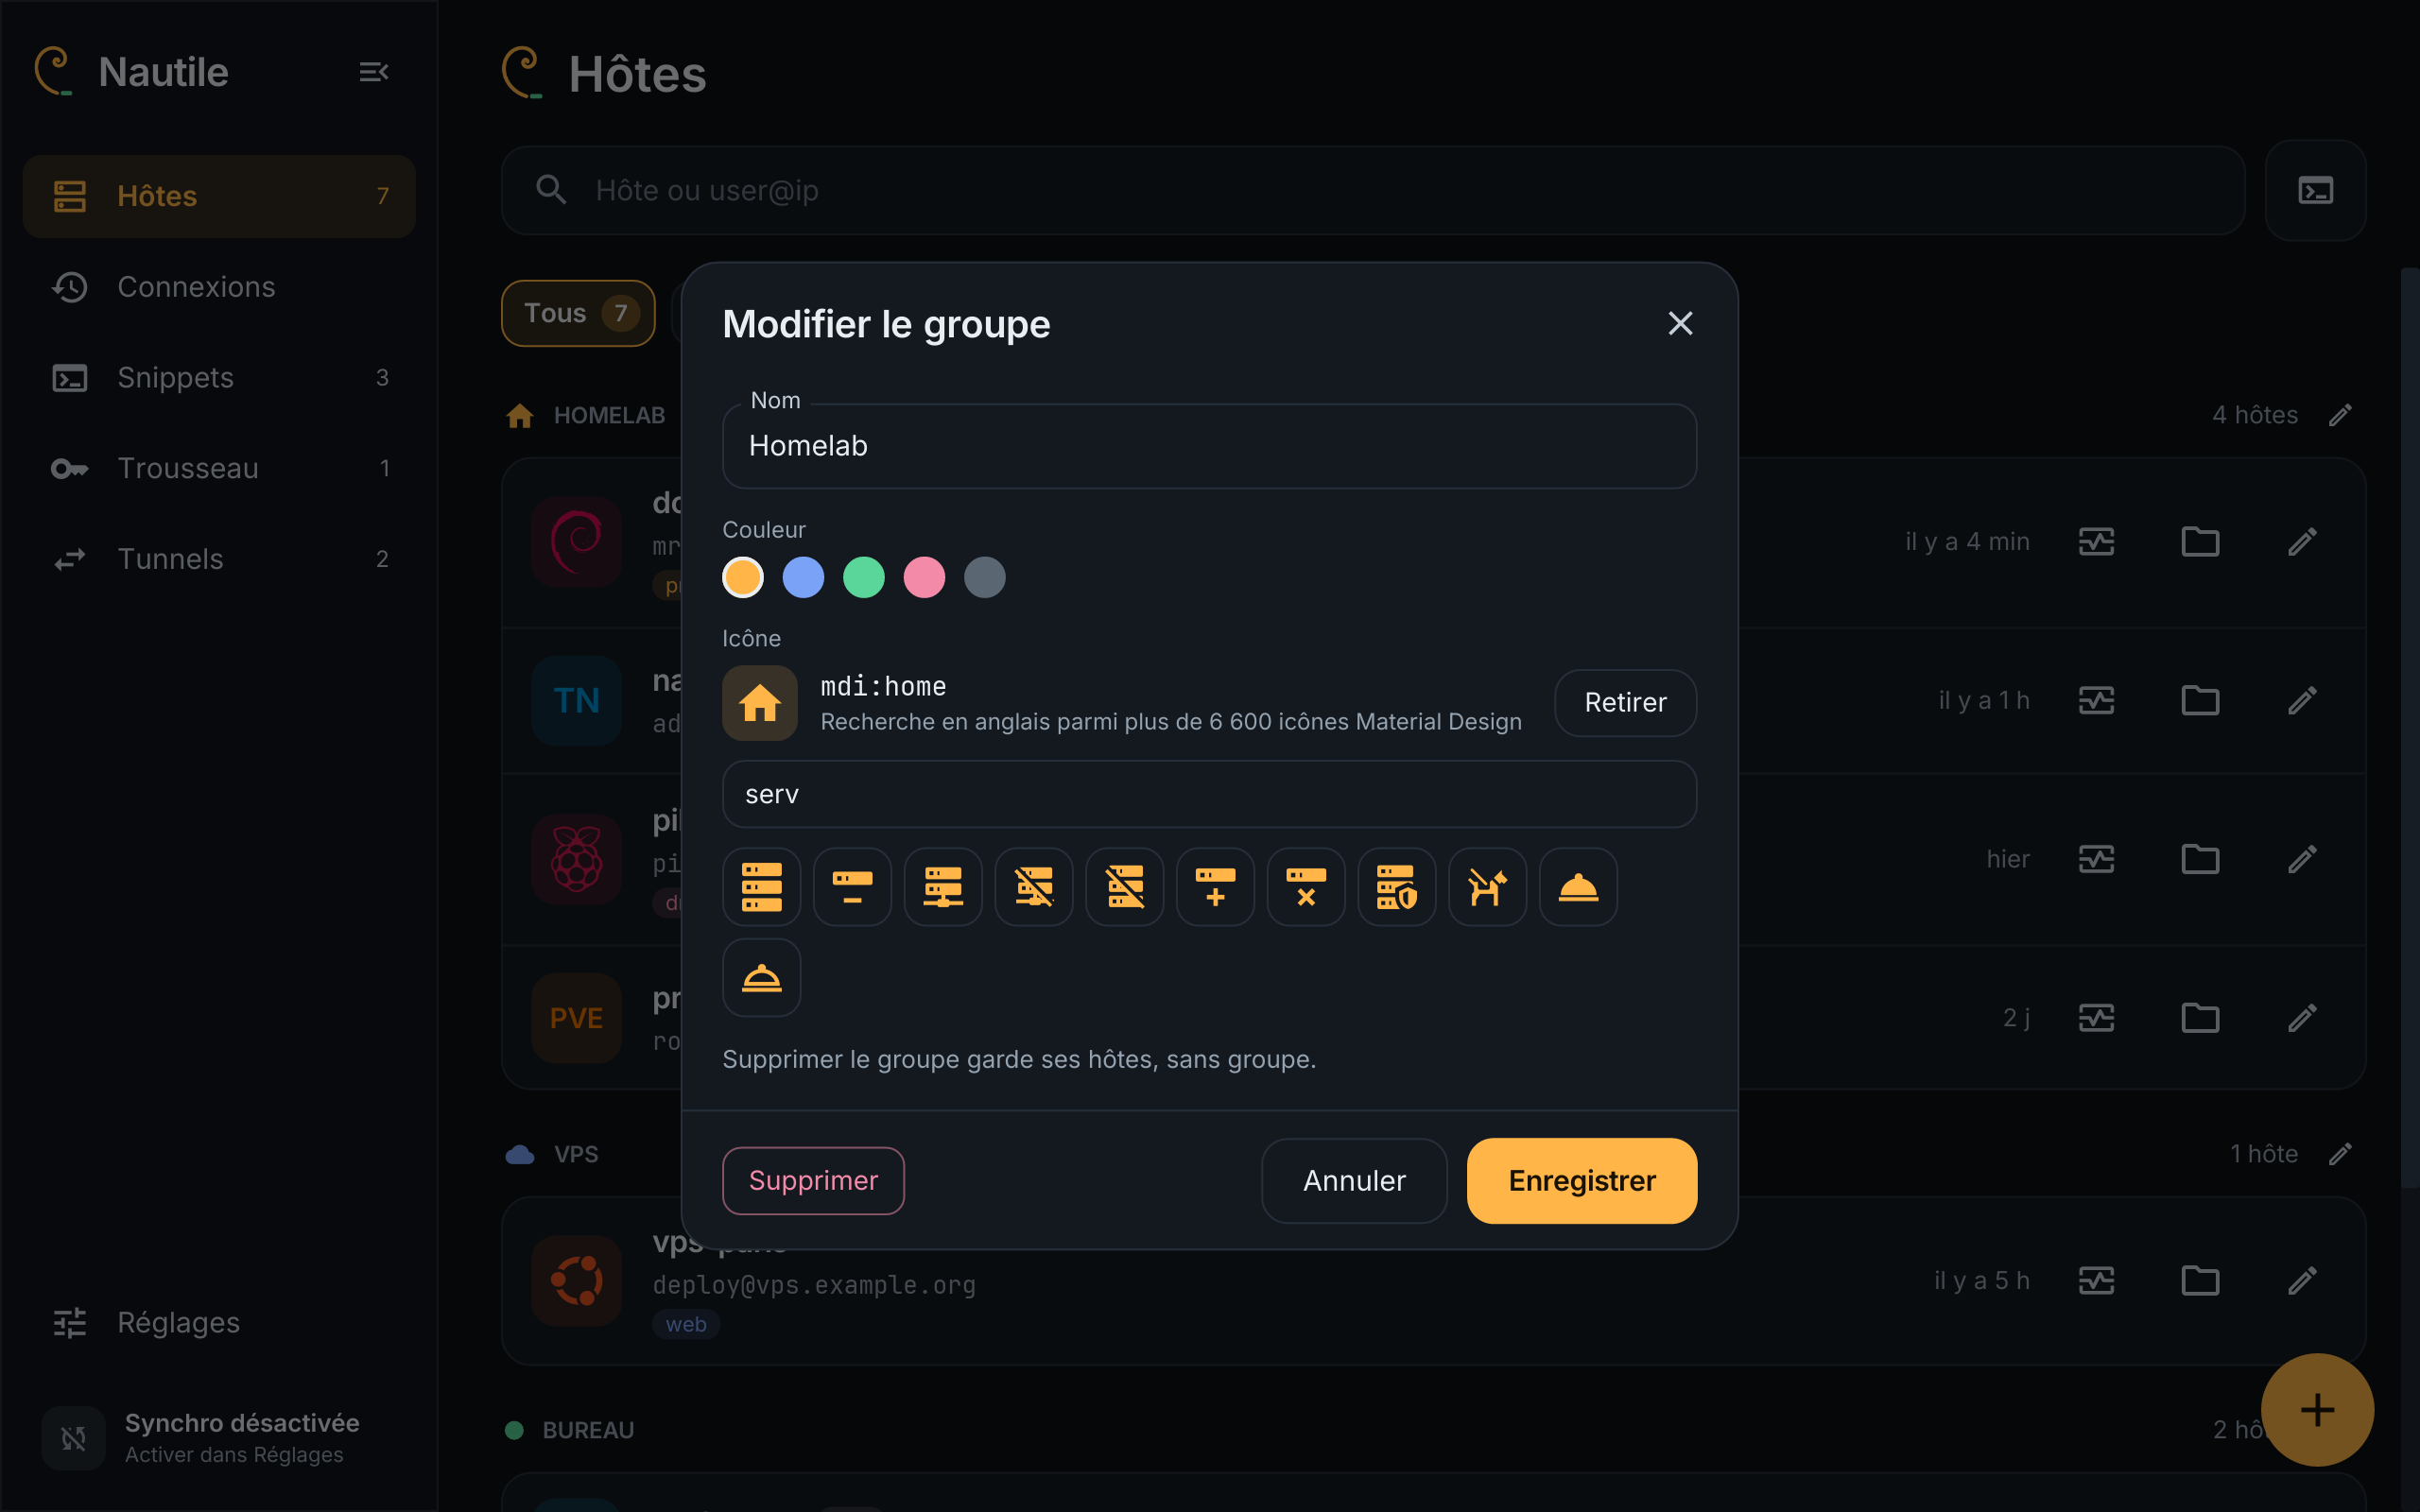 Nautile
Hôtes 7
Connexions
Snippets 3
Trousseau 1
Tunnels 2
Réglages
Synchro désactivée
Activer dans Réglages
Hôtes
Hôte ou user@ip
Tous 7
HOMELAB
4 hôtes
il y a 4 min
TN
il y a 1 h
hier
PVE
2 j
VPS
1 hôte
deploy@vps.example.org
il y a 5 h
web
BUREAU
Modifier le groupe
Nom
Homelab
Couleur
Icône
mdi:home
Recherche en anglais parmi plus de 6 600 icônes Material Design
Retirer
serv
Supprimer le groupe garde ses hôtes, sans groupe.
Supprimer
Annuler
Enregistrer